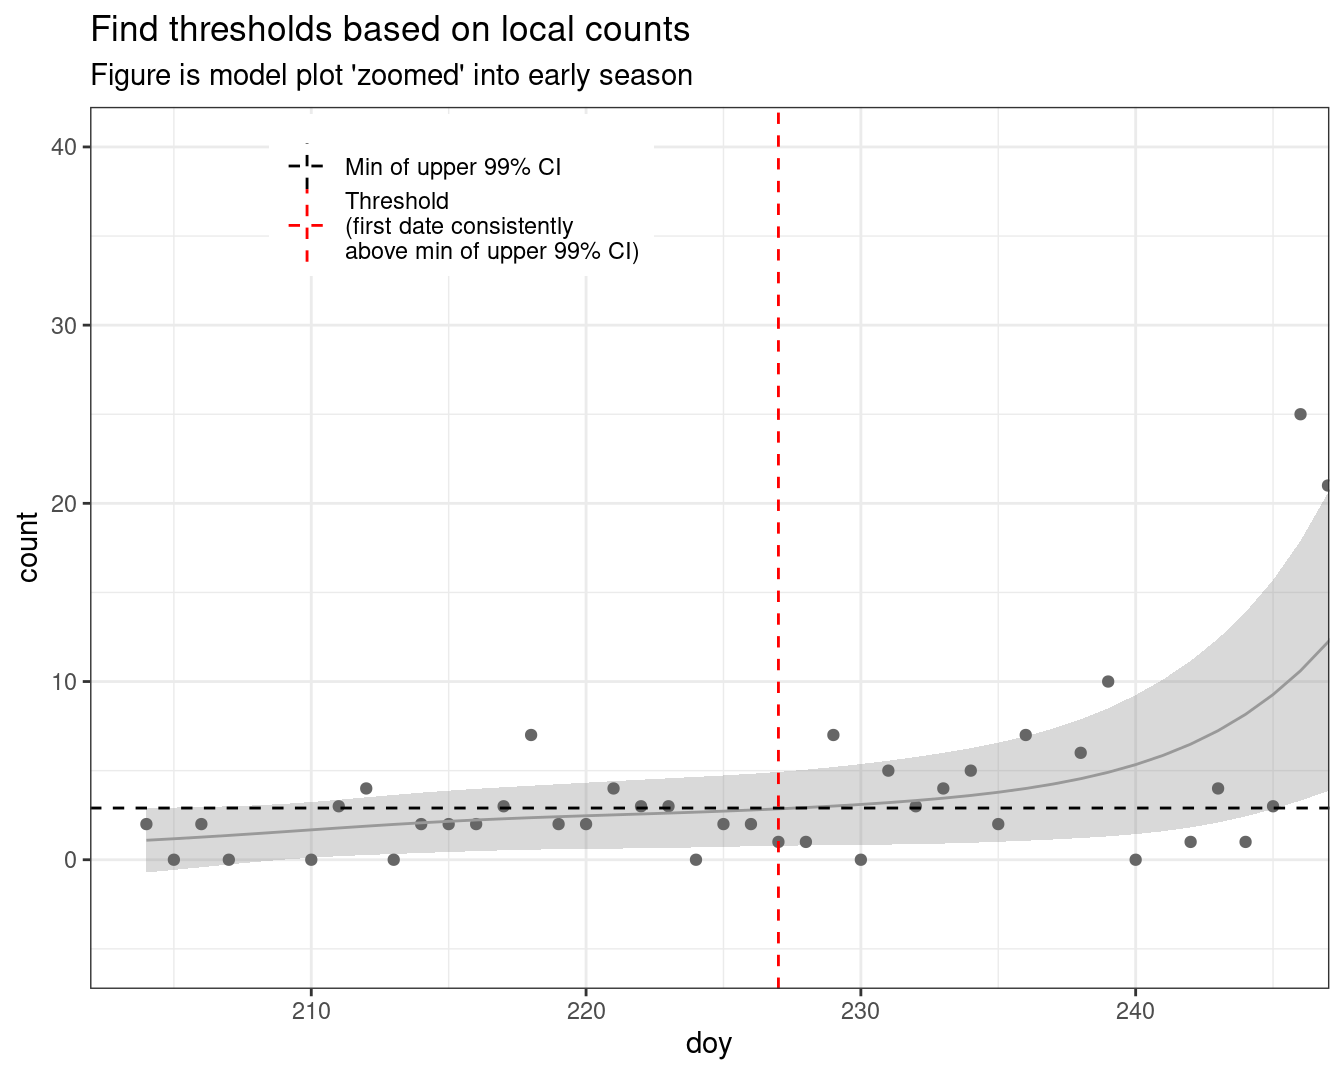 Find thresholds based on local counts
Figure is model plot 'zoomed' into early season
Min of upper 99% CI
Threshold
(first date consistently
above min of upper 99% CI)
40
30
20
10
0
count
210
220
230
240
doy